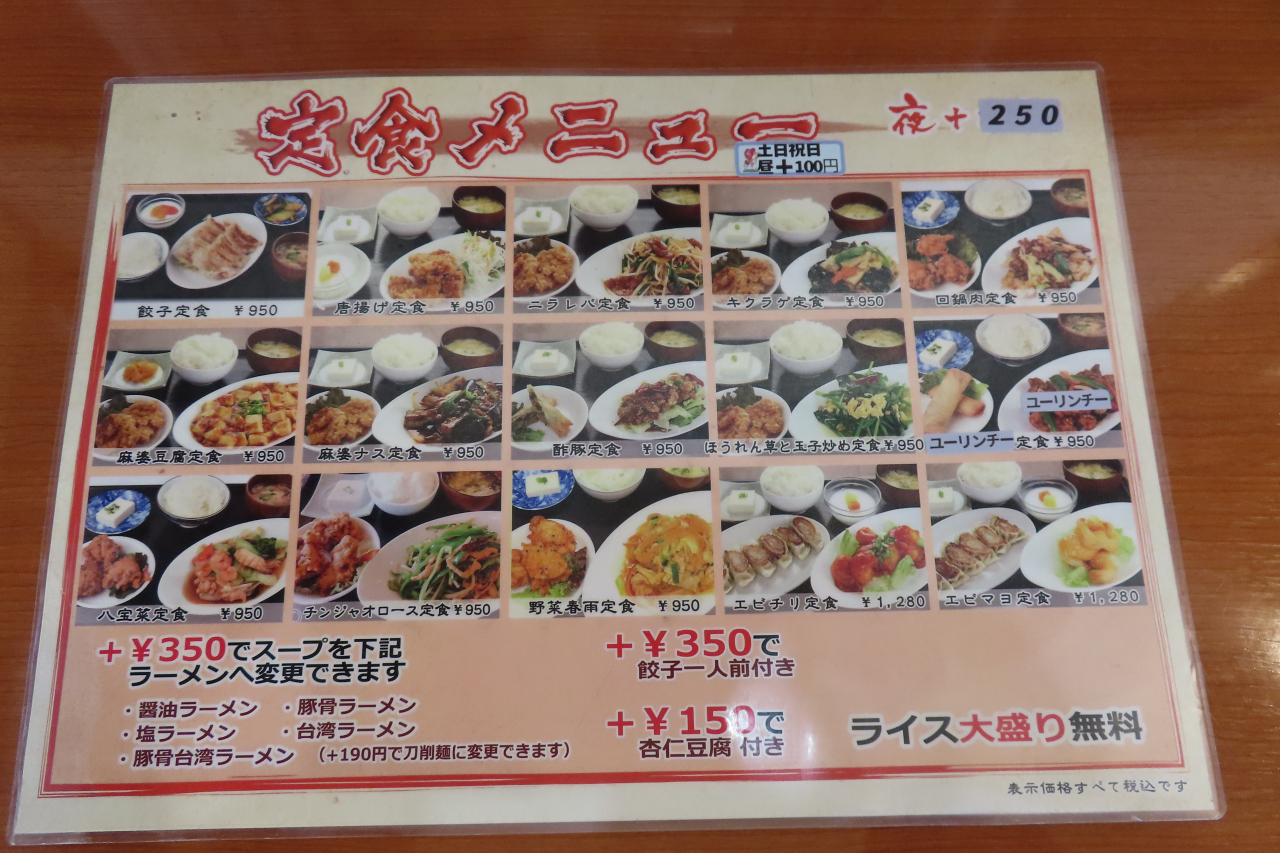 定食メニュー
夜+ 250
土日祝日
昼+100円
餃子定食 ¥950
唐揚げ定食 ¥950
ニラレバ定食 ¥950
キクラゲ定食 ¥950
回鍋肉定食 ¥950
麻婆豆腐定食 ¥950
麻婆ナス定食 ¥950
酢豚定食 ¥950
ほうれん草と玉子炒め定食¥950
ユーリンチー
ユーリンチー定食¥950
八宝菜定食 ¥950
チンジャオロース定食¥950
野菜春雨定食 ¥950
エビチリ定食 ¥1,280
エビマヨ定食 ¥1,280
+¥350でスープを下記
ラーメンへ変更できます
・醤油ラーメン ・豚骨ラーメン
・塩ラーメン ・台湾ラーメン
・豚骨台湾ラーメン (+190円で刀削麺に変更できます)
+¥350で
餃子一人前付き
+¥150で
杏仁豆腐 付き
ライス大盛り無料
表示価格すべて税込です